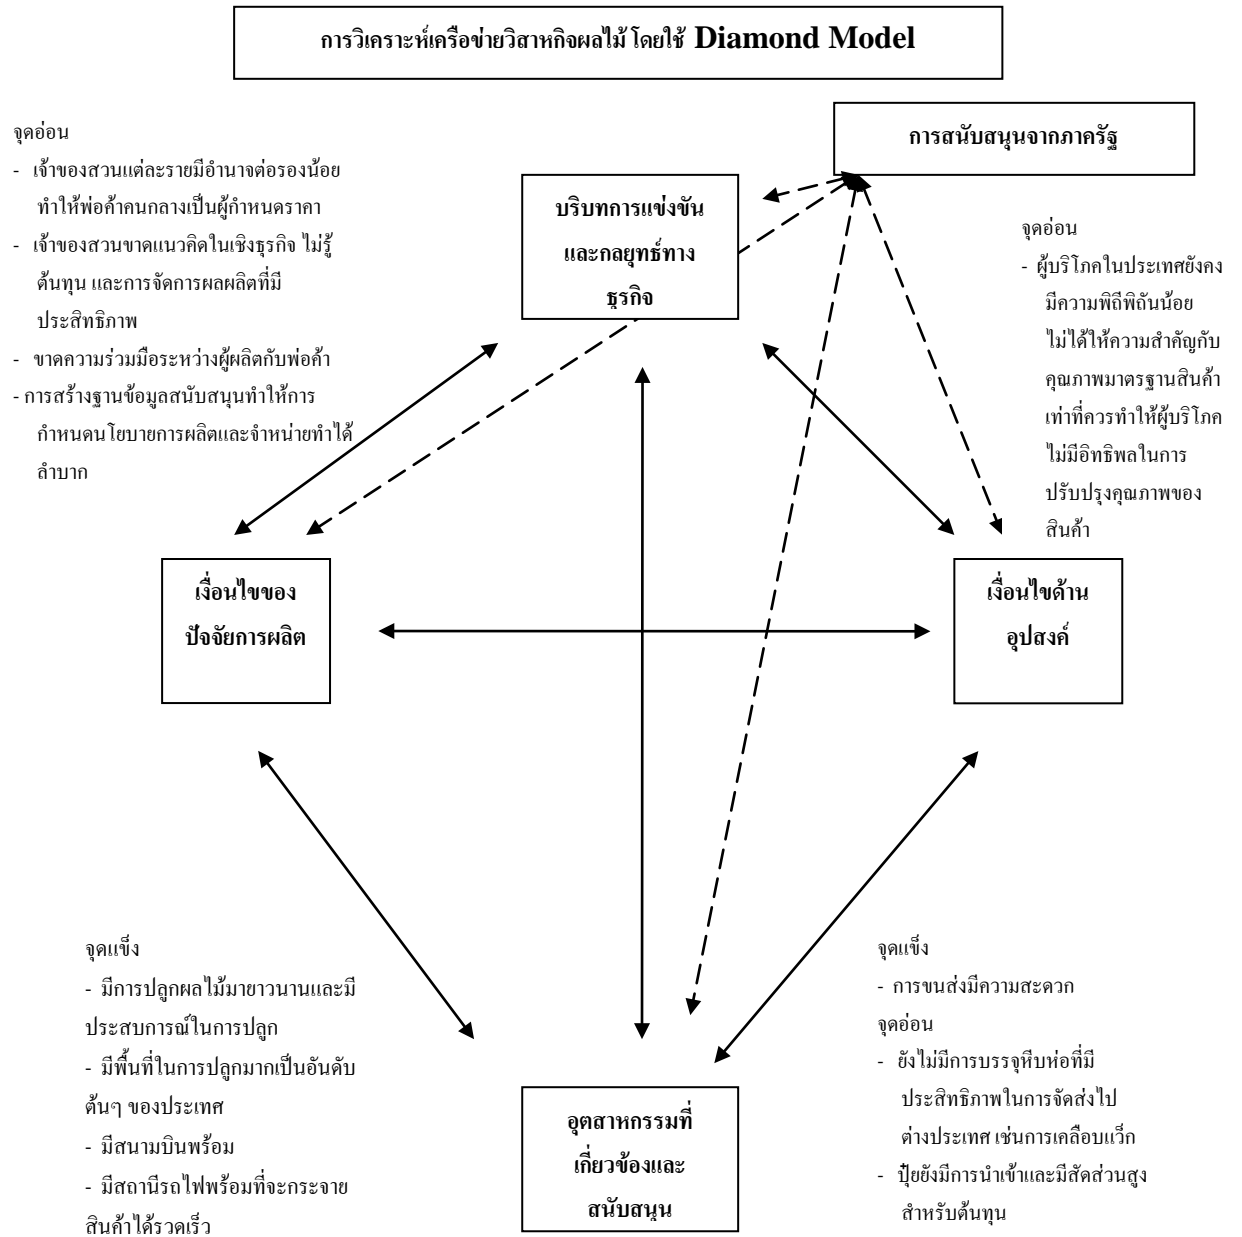 การวิเคราะห์เครือข่ายวิสาหกิจผลไม้ โดยใช้ Diamond Model
การสนับสนุนจากภาครัฐ
จุดอ่อน
- เจ้าของสวนแต่ละรายมีอำนาจต่อรองน้อย
ทำให้พ่อค้าคนกลางเป็นผู้กำหนดราคา
- เจ้าของสวนขาดแนวคิดในเชิงธุรกิจ ไม่รู้
ต้นทุน และการจัดการผลผลิตที่มี
ประสิทธิภาพ
- ขาดความร่วมมือระหว่างผู้ผลิตกับพ่อค้า
- การสร้างฐานข้อมูลสนับสนุนทำให้การ
กำหนดนโยบายการผลิตและจำหน่ายทำได้
ลำบาก
บริบทการแข่งขัน
และกลยุทธ์ทาง
ธุรกิจ
จุดอ่อน
- ผู้บริโภคในประเทศยังคง
มีความพิถีพิถันน้อย
ไม่ได้ให้ความสำคัญกับ
คุณภาพมาตรฐานสินค้า
เท่าที่ควรทำให้ผู้บริโภค
ไม่มีอิทธิพลในการ
ปรับปรุงคุณภาพของ
สินค้า
เงื่อนไขของ
ปัจจัยการผลิต
เงื่อนไขด้าน
อุปสงค์
จุดแข็ง
- มีการปลูกผลไม้มายาวนานและมี
ประสบการณ์ในการปลูก
- มีพื้นที่ในการปลูกมากเป็นอันดับ
ต้นๆ ของประเทศ
- มีสนามบินพร้อม
- มีสถานีรถไฟพร้อมที่จะกระจาย
สินค้าได้รวดเร็ว
อุตสาหกรรมที่
เกี่ยวข้องและ
สนับสนุน
จุดแข็ง
- การขนส่งมีความสะดวก
จุดอ่อน
- ยังไม่มีการบรรจุหีบห่อที่มี
ประสิทธิภาพในการจัดส่งไป
ต่างประเทศ เช่นการเคลือบแว็ก
- ปุ๋ยยังมีการนำเข้าและมีสัดส่วนสูง
สำหรับต้นทุน